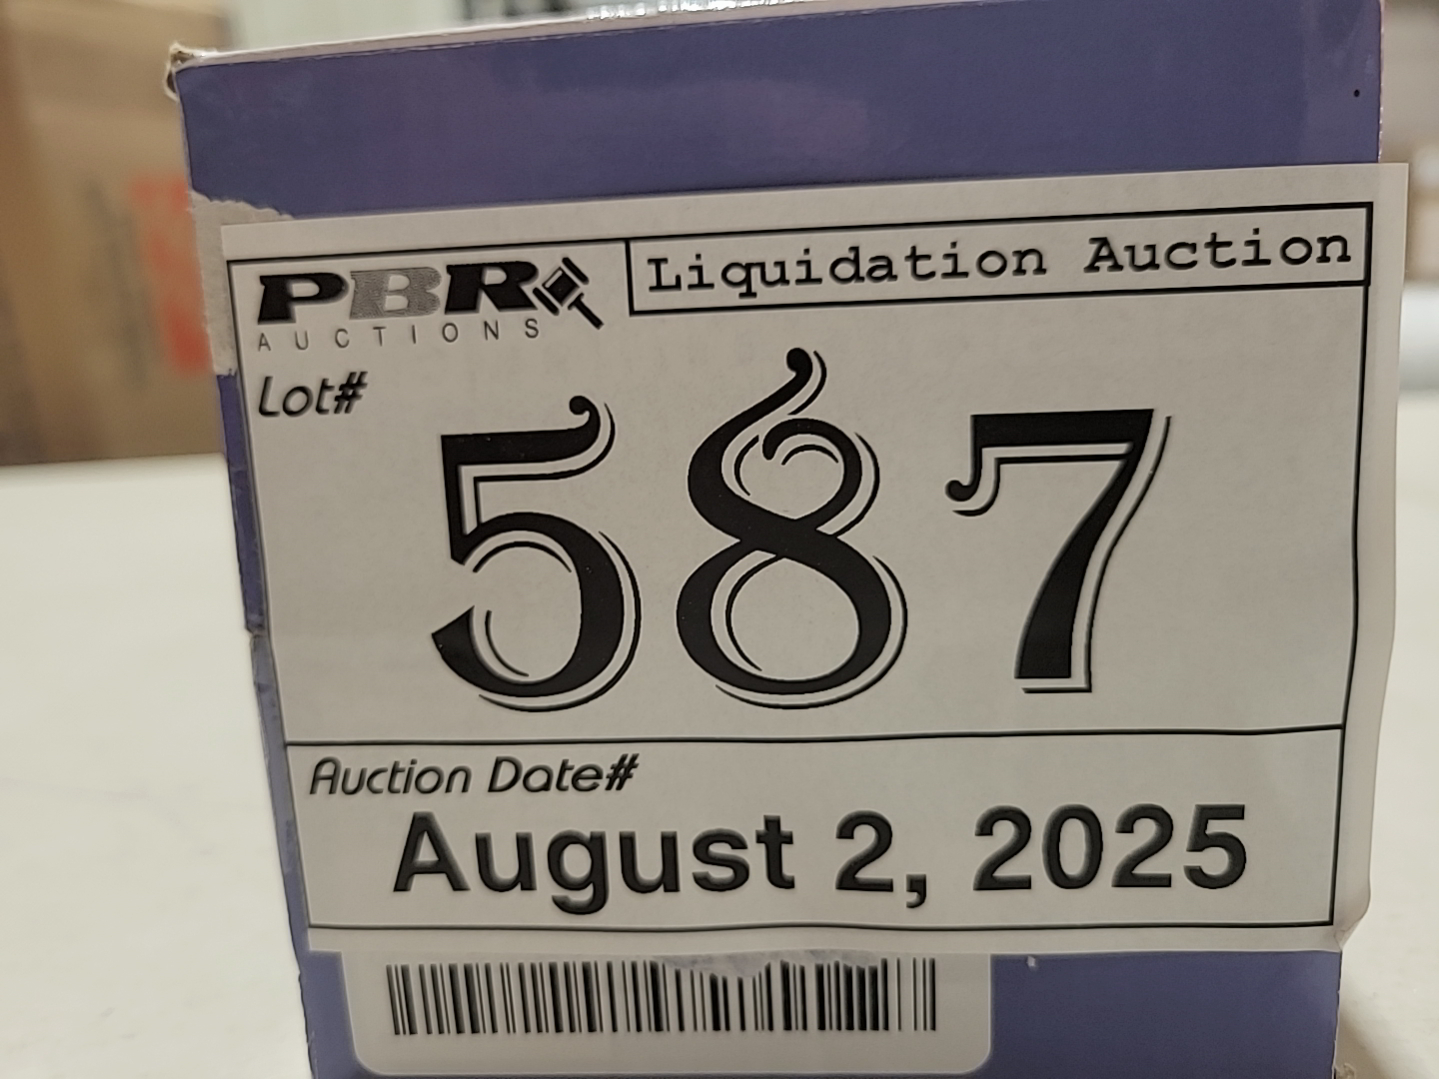 PBR
AUCTIONS
Liquidation Auction
Lot#
587
Auction Date#
August 2, 2025